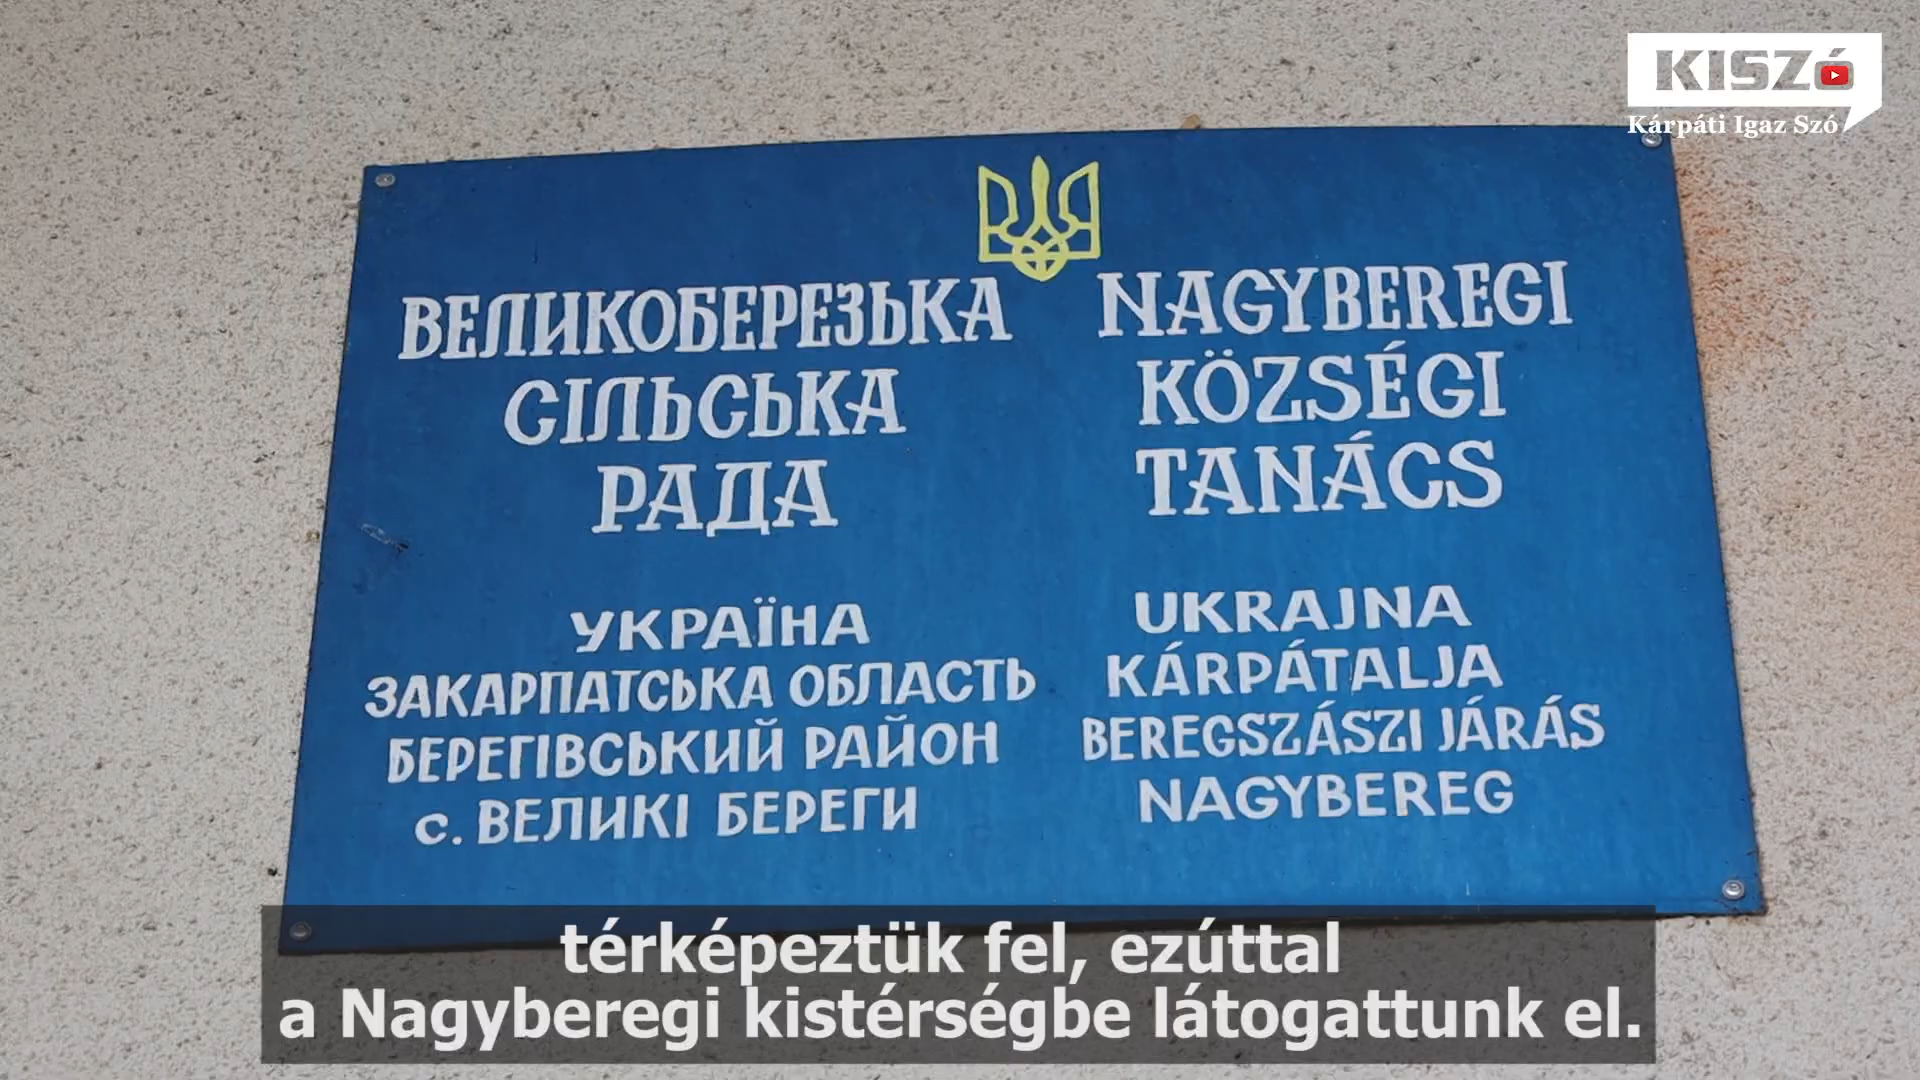 KISZó
Kárpáti Igaz Szó
ВЕЛИКОБЕРЕЗЬКА
СІЛЬСЬКА
РАДА
УКРАЇНА
ЗАКАРПАТСЬКА ОБЛАСТЬ
БЕРЕГІВСЬКИЙ РАЙОН
с. ВЕЛИКІ БЕРЕГИ
NAGYBEREGI
KÖZSÉGI
TANÁCS
UKRAJNA
KÁRPÁTALJA
BEREGSZÁSZI JÁRÁS
NAGYBEREG
térképeztük fel, ezúttal
a Nagyberegi kistérségbe látogattunk el.